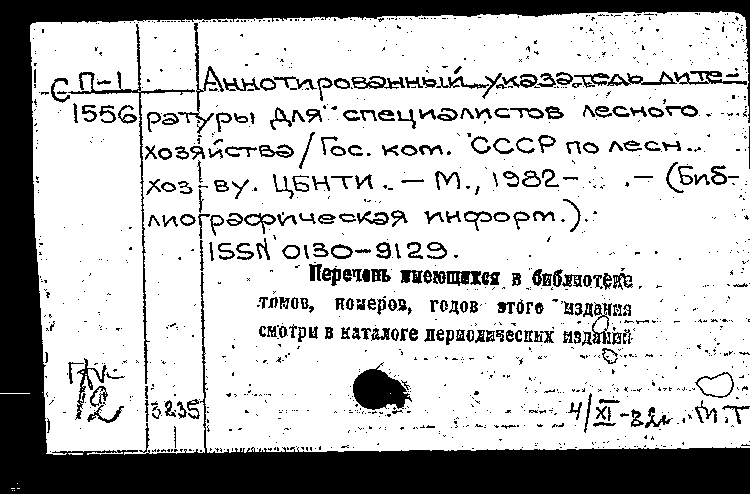 С П-1 Аннотированный указатель лите-
1556 ратуры для специалистов лесного
хозяйства / Гос. ком. СССР по лесн.
хоз-ву. ЦБНТИ. – М., 1982– . – (Биб-
лиографическая информ.).
ISSN 0130-9129.
Перечень имеющихся в библиотеке
томов, номеров, годов этого издания
смотри в каталоге периодических изданий
12
3235
4/XI-82г. М.Т